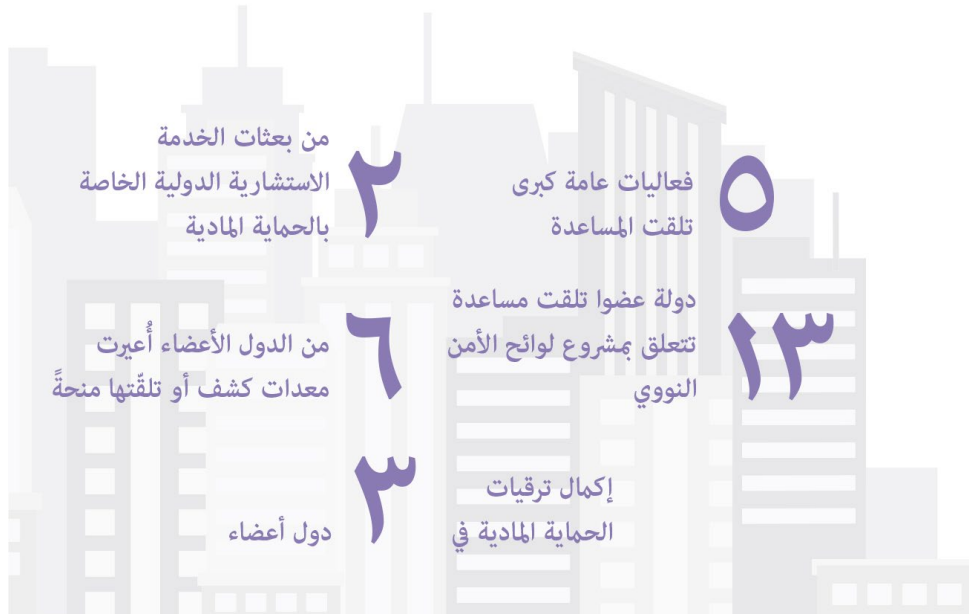 ٥
فعاليات عامة كبرى
تلقت المساعدة
٢
من بعثات الخدمة
الاستشارية الدولية الخاصة
بالحماية المادية
١٣
دولة عضوا تلقت مساعدة
تتعلق بمشروع لوائح الأمن
النووي
٦
من الدول الأعضاء أُعيرت
معدات كشف أو تلقّتها منحةً
إكمال ترقيات
الحماية المادية في
٣
دول أعضاء